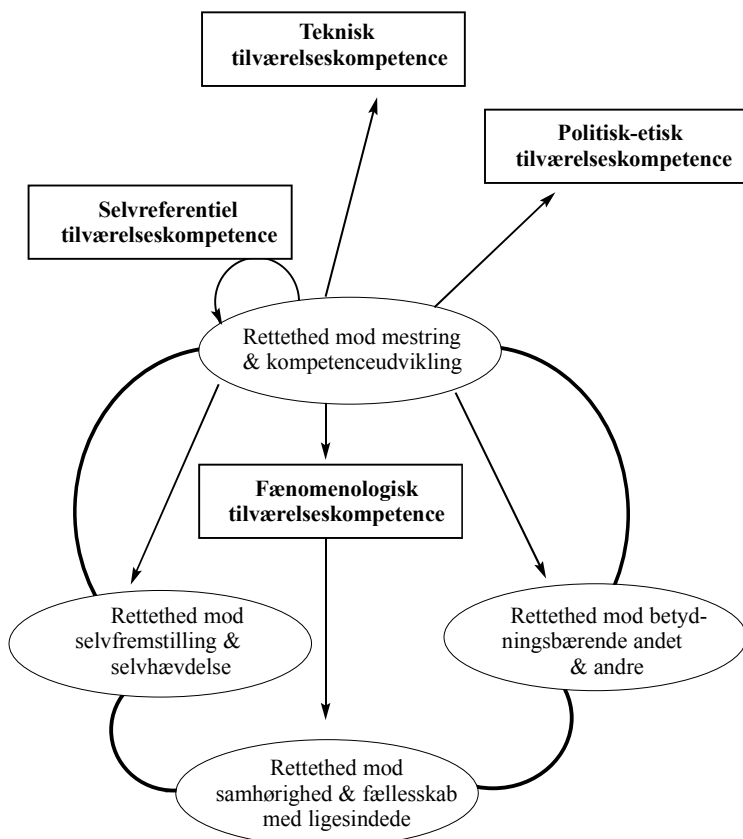 Teknisk
tilværelseskompetence
Politisk-etisk
tilværelseskompetence
Selvreferentiel
tilværelseskompetence
Rettethed mod mestring
& kompetenceudvikling
Fænomenologisk
tilværelseskompetence
Rettethed mod
selvfremstilling &
selvhævdelse
Rettethed mod betyd-
ningsbærende andet
& andre
Rettethed mod
samhørighed & fællesskab
med ligesindede